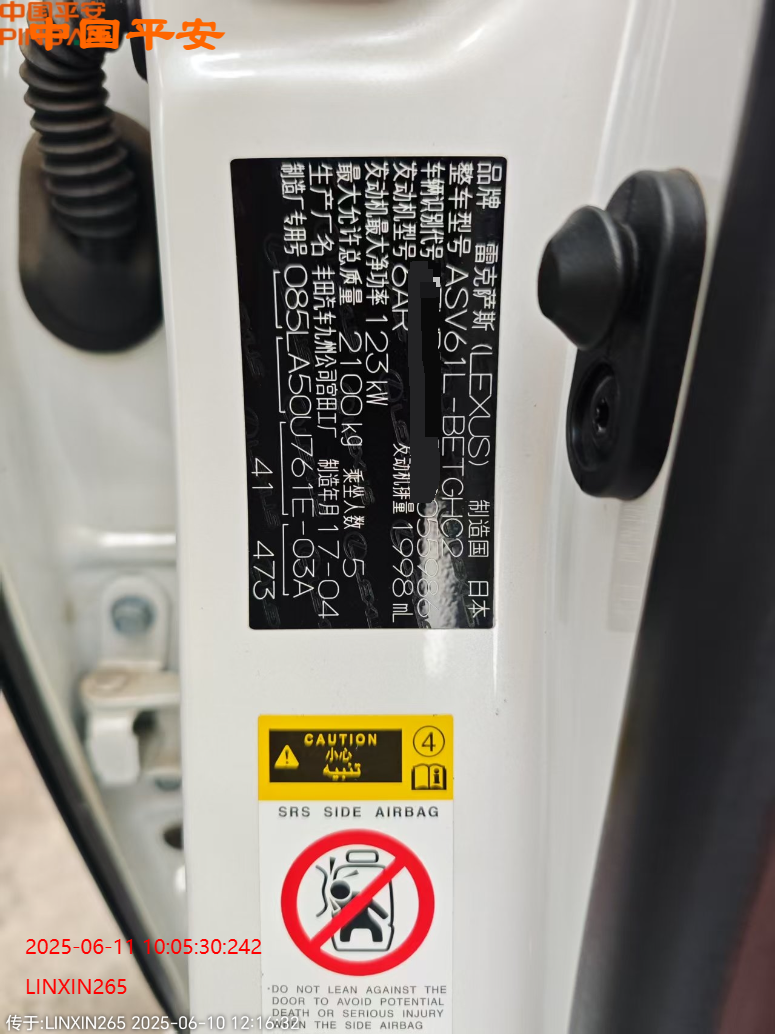 中国平安
中国平安
品牌 雷克萨斯 (LEXUS) 制造国 日本
整车型号 ASV61L-BETGHC2
车辆识别代号
发动机型号 6AR 发动机排量 1998 mL
发动机最大净功率 123 kW
最大允许总质量 2100 kg 乘坐人数 5
生产厂名 丰田汽车九州公司宫田工厂 制造年月 17-04
制造厂专用号 085LA50U761E-03A
41 473
CAUTION
小心
تنبيه
4
SRS SIDE AIRBAG
·DO NOT LEAN AGAINST THE
DOOR TO AVOID POTENTIAL
DEATH OR SERIOUS INJURY
THE SIDE AIRBAG
2025-06-11 10:05:30:242
LINXIN265
传于:LINXIN265 2025-06-10 12:16:32